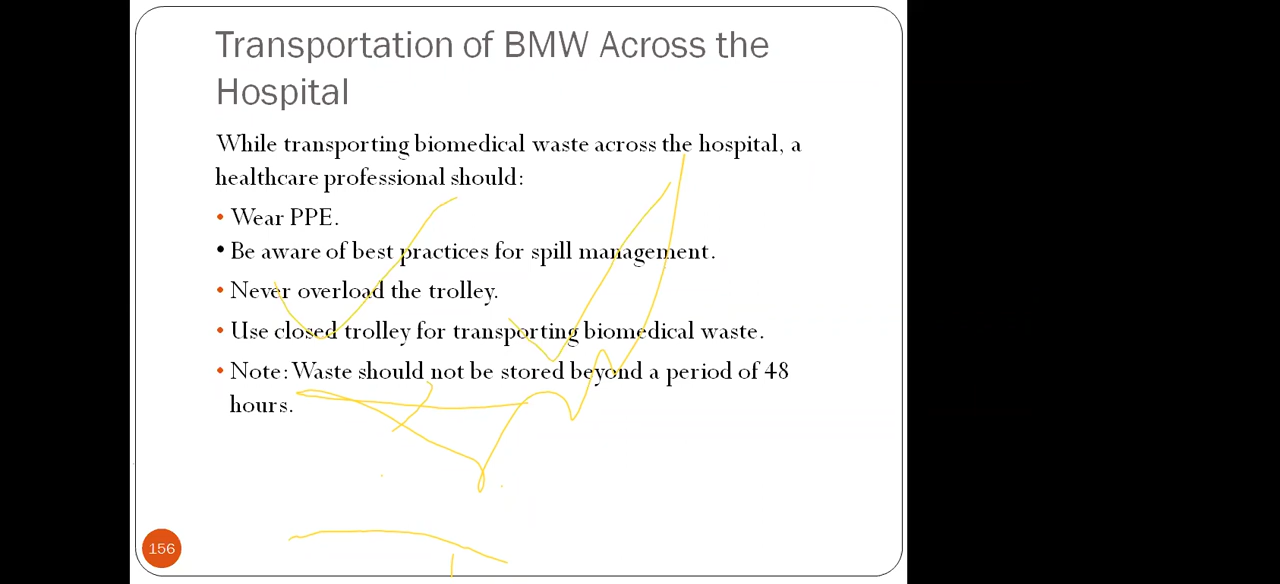 Transportation of BMW Across the
Hospital
While transporting biomedical waste across the hospital, a
healthcare professional should:
• Wear PPE.
• Be aware of best practices for spill management.
• Never overload the trolley.
• Use closed trolley for transporting biomedical waste.
• Note: Waste should not be stored beyond a period of 48
hours.
156